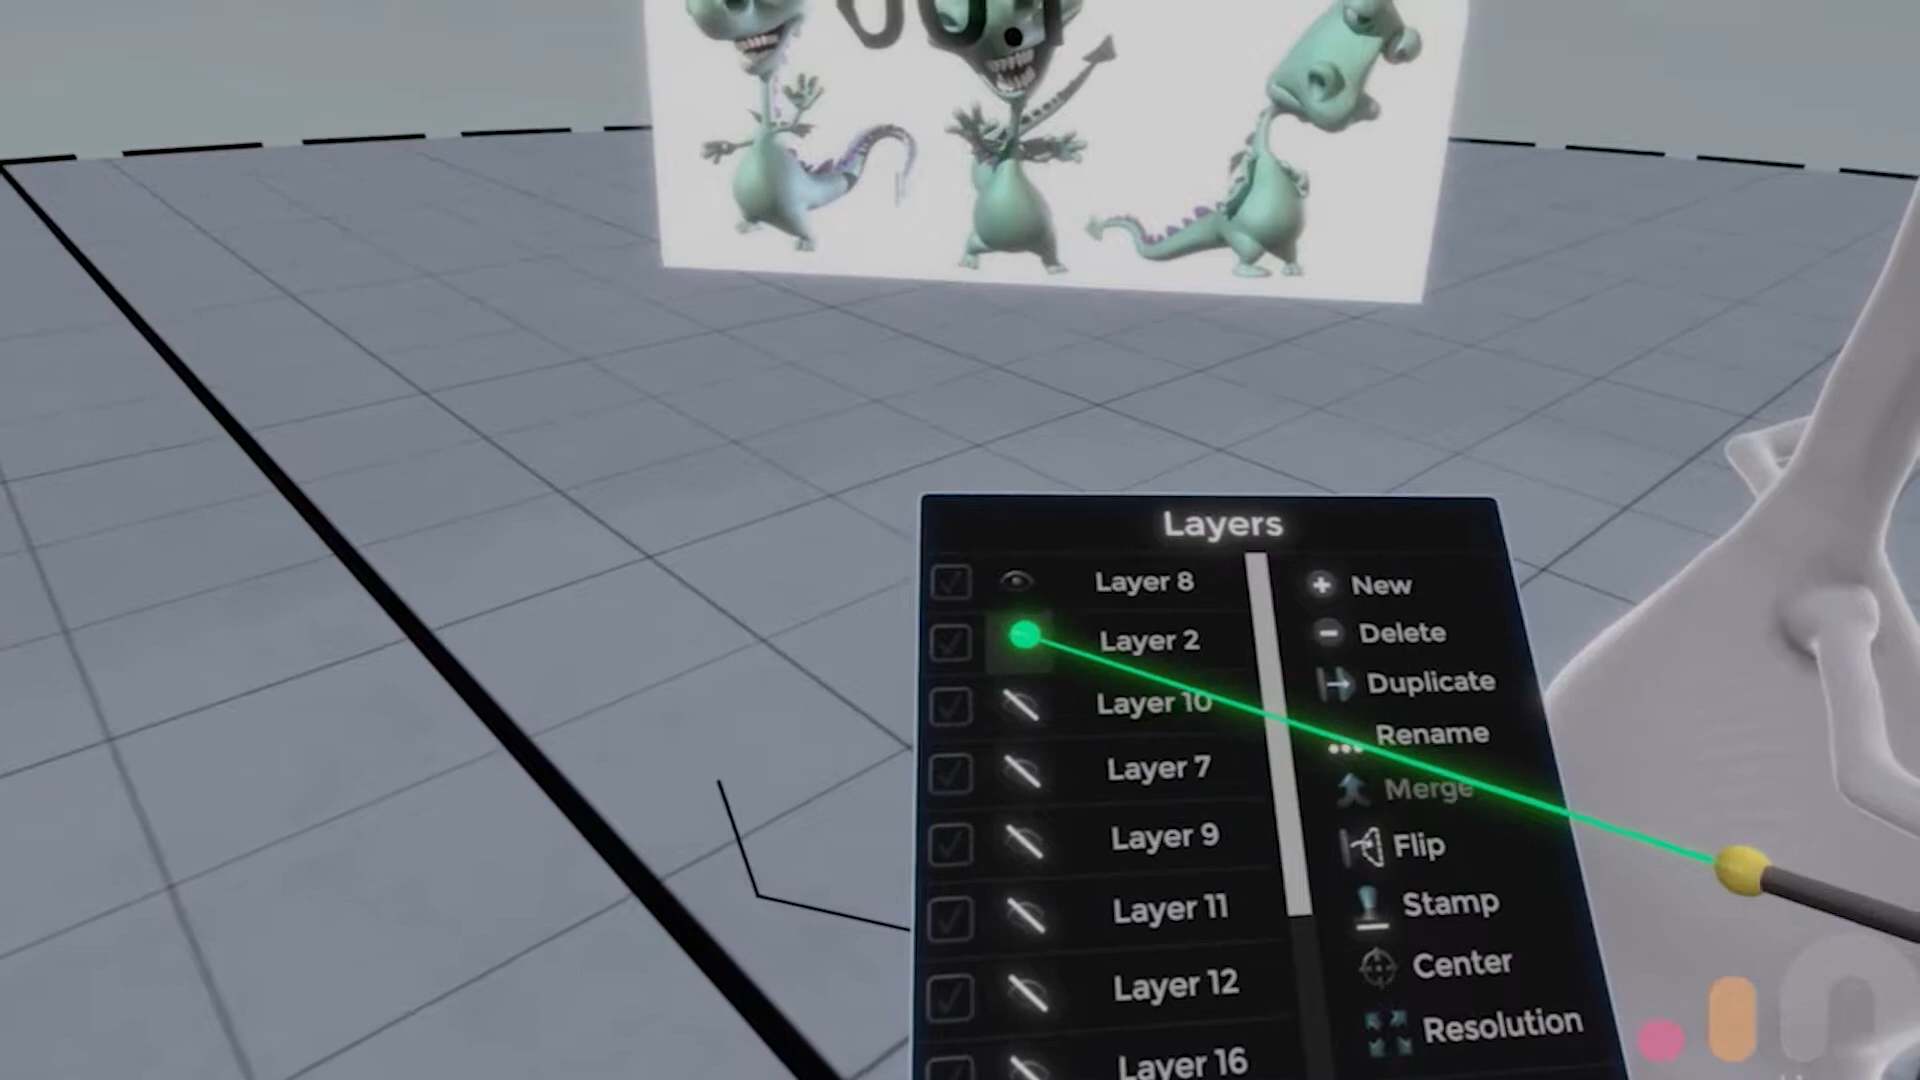 Layers
Layer 8
Layer 2
Layer 10
Layer 7
Layer 9
Layer 11
Layer 12
Layer 16
New
Delete
Duplicate
Rename
Merge
Flip
Stamp
Center
Resolution